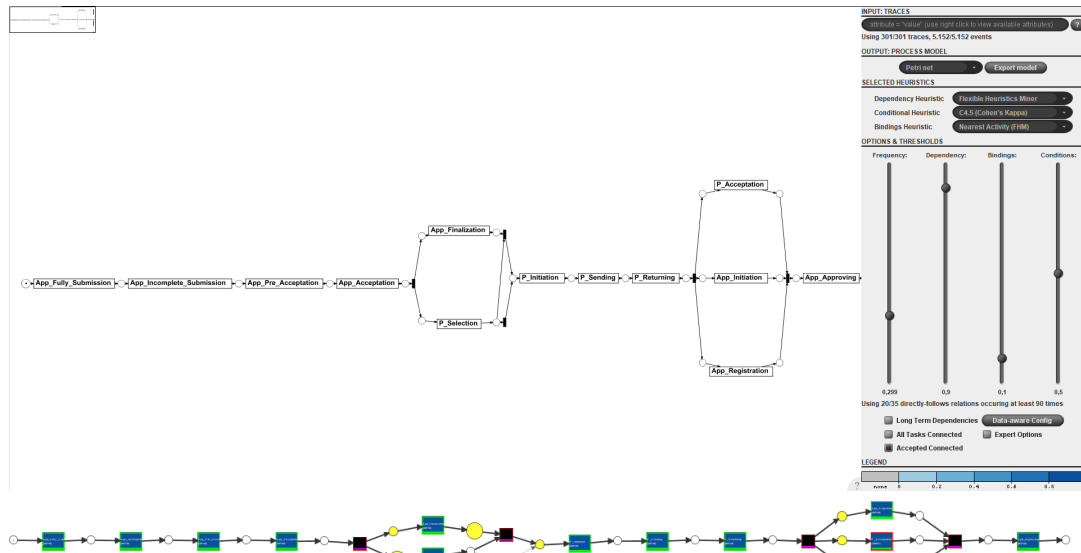 INPUT: TRACES
attribute = "value" (use right click to view available attributes)
?
Using 301/301 traces, 5.152/5.152 events
OUTPUT: PROCESS MODEL
Petri net
Export model
SELECTED HEURISTICS
Dependency Heuristic
Flexible Heuristics Miner
Conditional Heuristic
C4.5 (Cohen's Kappa)
Bindings Heuristic
Nearest Activity (FHM)
OPTIONS & THRESHOLDS
Frequency: Dependency: Bindings: Conditions:
0,299 0,9 0,1 0,5
Using 20/35 directly-follows relations occuring at least 90 times
Long Term Dependencies
Data-aware Config
All Tasks Connected
Expert Options
Accepted Connected
LEGEND
none 0 0.2 0.4 0.6 0.8
?
P_Acceptation
App_Finalization
App_Fully_Submission
App_Incomplete_Submission
App_Pre_Acceptation
App_Acceptation
P_Initiation
P_Sending
P_Returning
App_Initiation
App_Approving
P_Selection
App_Registration